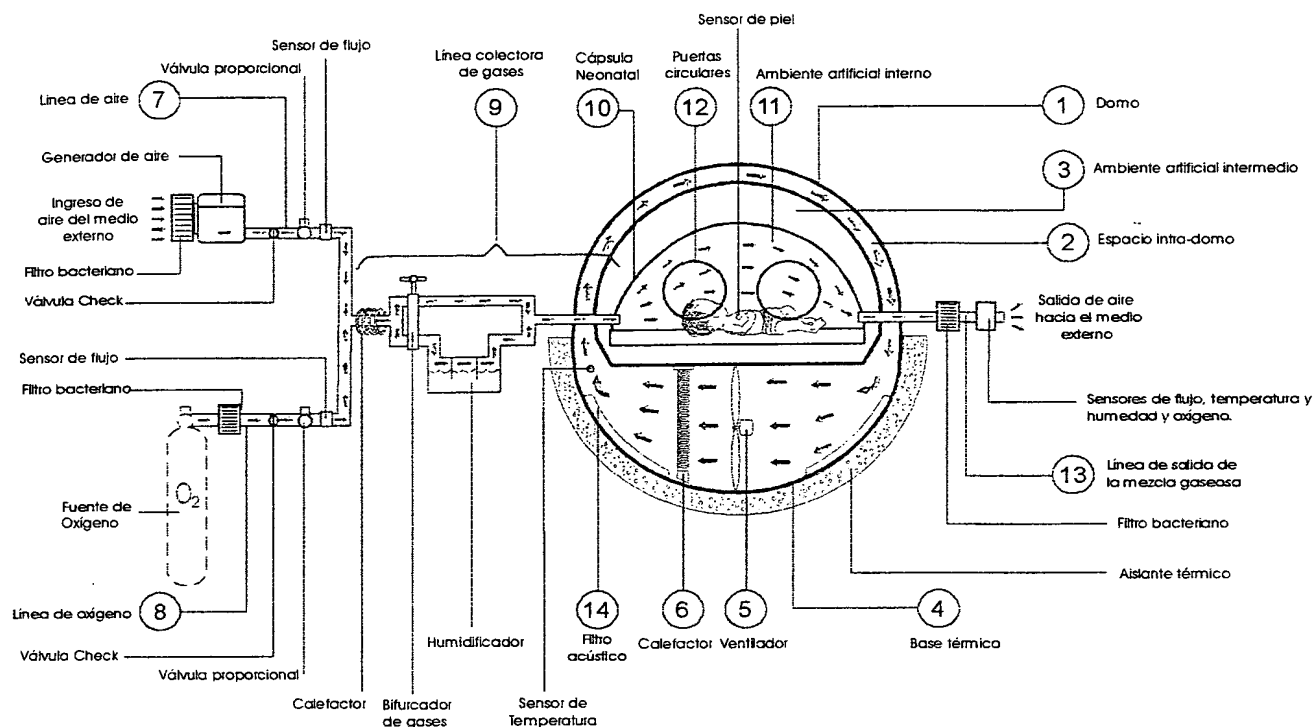 Sensor de piel
Sensor de flujo
Válvula proporcional
Línea de aire
7
Generador de aire
Ingreso de
aire del medio
externo
Filtro bacteriano
Válvula Check
Línea colectora
de gases
9
Cápsula
Neonatal
10
Puertas
circulares
12
Ambiente artificial interno
11
1
Domo
3
Ambiente artificial intermedio
2
Espacio intra-domo
Salida de aire
hacia el medio
externo
Sensores de flujo, temperatura y
humedad y oxígeno.
13
Línea de salida de
la mezcla gaseosa
Filtro bacteriano
Aislante térmico
Sensor de flujo
Filtro bacteriano
O2
Fuente de
Oxígeno
Línea de oxígeno
8
Válvula Check
Válvula proporcional
Calefactor
Bifurcador
de gases
Humidificador
Sensor de
Temperatura
14
Filtro
acústico
6
Calefactor
5
Ventilador
4
Base térmico